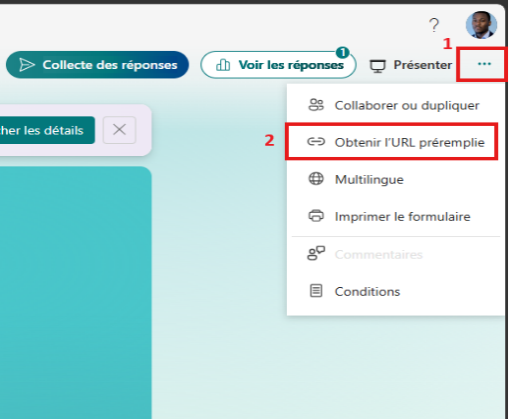 ?
1
Collecte des réponses
Voir les réponses
1
Présenter
...
her les détails
Collaborer ou dupliquer
2
Obtenir l'URL préremplie
Multilingue
Imprimer le formulaire
Commentaires
Conditions